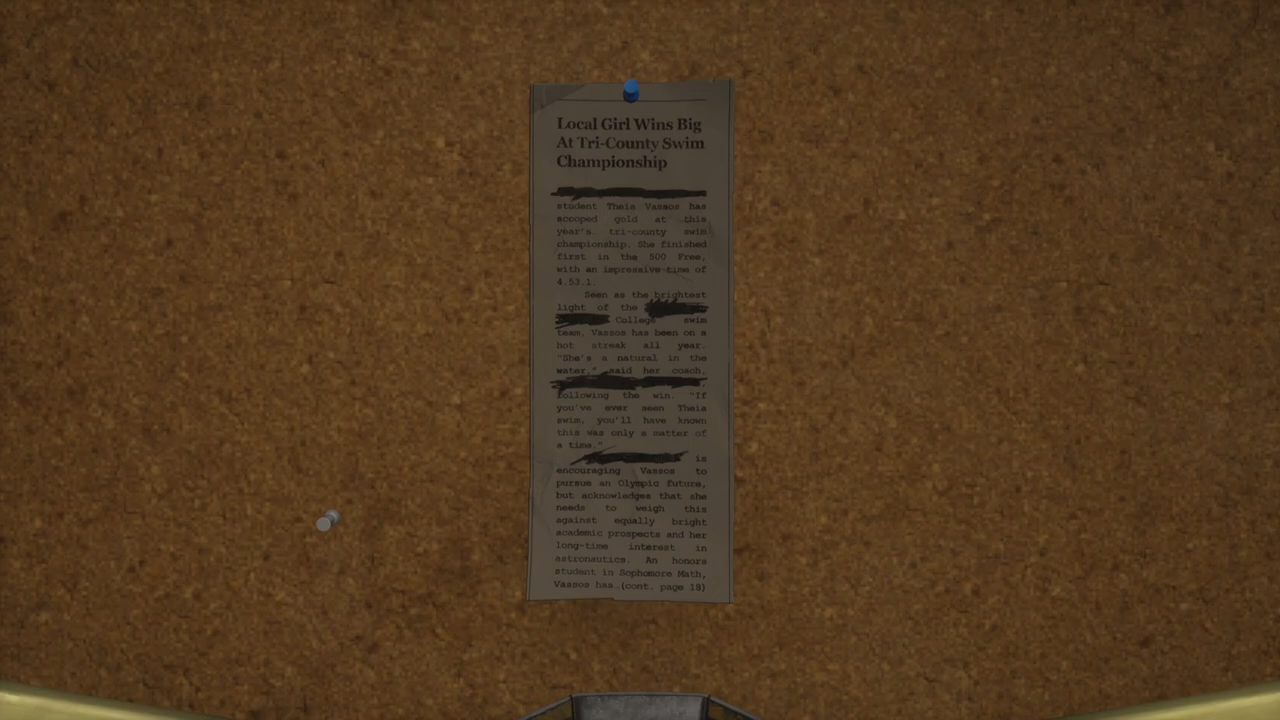 Local Girl Wins Big
At Tri-County Swim
Championship
student Theia Vassos has
scooped gold at this
year's tri-county swim
championship. She finished
first in the 500 Free,
with an impressive time of
4.53.1.
Seen as the brightest
light of the
College swim
team, Vassos has been on a
hot streak all year.
"She's a natural in the
water," said her coach,
following the win. "If
you've ever seen Theia
swim, you'll have known
this was only a matter of
a time."
is
encouraging Vassos to
pursue an Olympic future,
but acknowledges that she
needs to weigh this
against equally bright
academic prospects and her
long-time interest in
astronautics. An honors
student in Sophomore Math,
Vassos has…(cont. page 18)